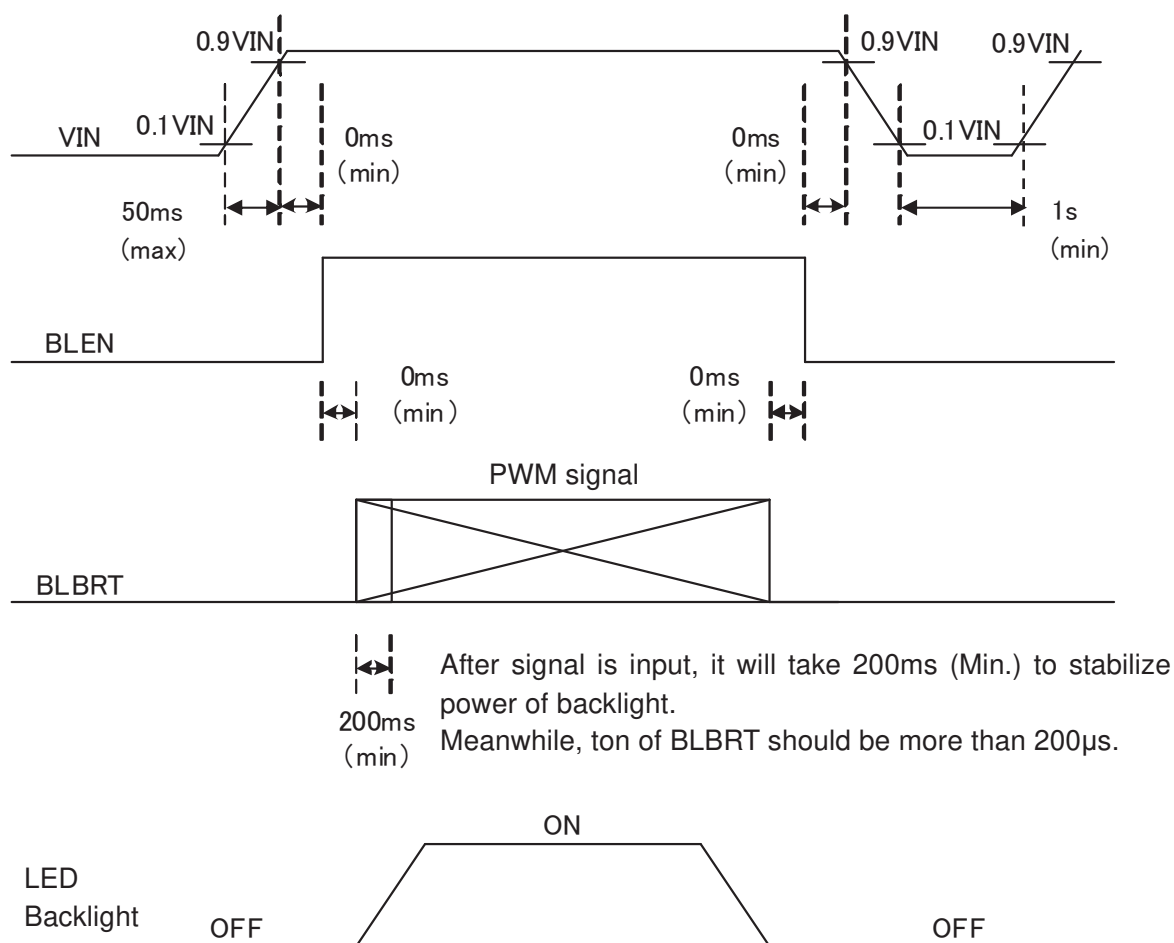 0.9VIN
0.9VIN
0.9VIN
VIN
0.1VIN
0ms
(min)
0ms
(min)
0.1VIN
50ms
(max)
1s
(min)
BLEN
0ms
(min)
0ms
(min)
PWM signal
BLBRT
200ms
(min)
After signal is input, it will take 200ms (Min.) to stabilize
power of backlight.
Meanwhile, ton of BLBRT should be more than 200µs.
ON
LED
Backlight
OFF
OFF